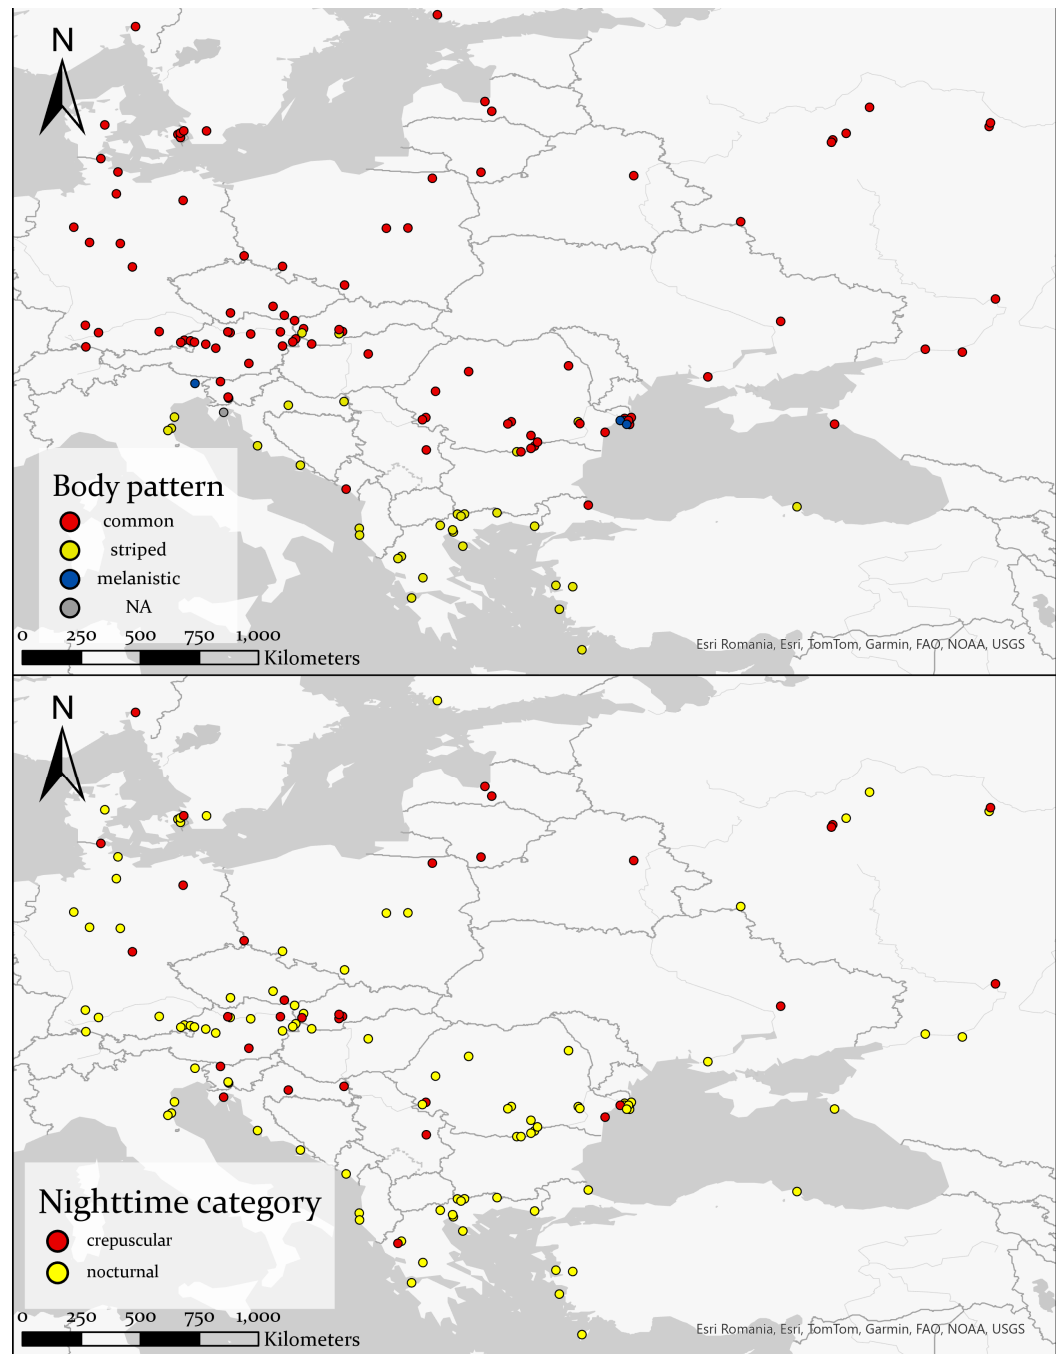 N
Body pattern
common
striped
melanistic
NA
0 250 500 750 1,000
Kilometers
Esri Romania, Esri, TomTom, Garmin, FAO, NOAA, USGS
N
Nighttime category
crepuscular
nocturnal
0 250 500 750 1,000
Kilometers
Esri Romania, Esri, TomTom, Garmin, FAO, NOAA, USGS